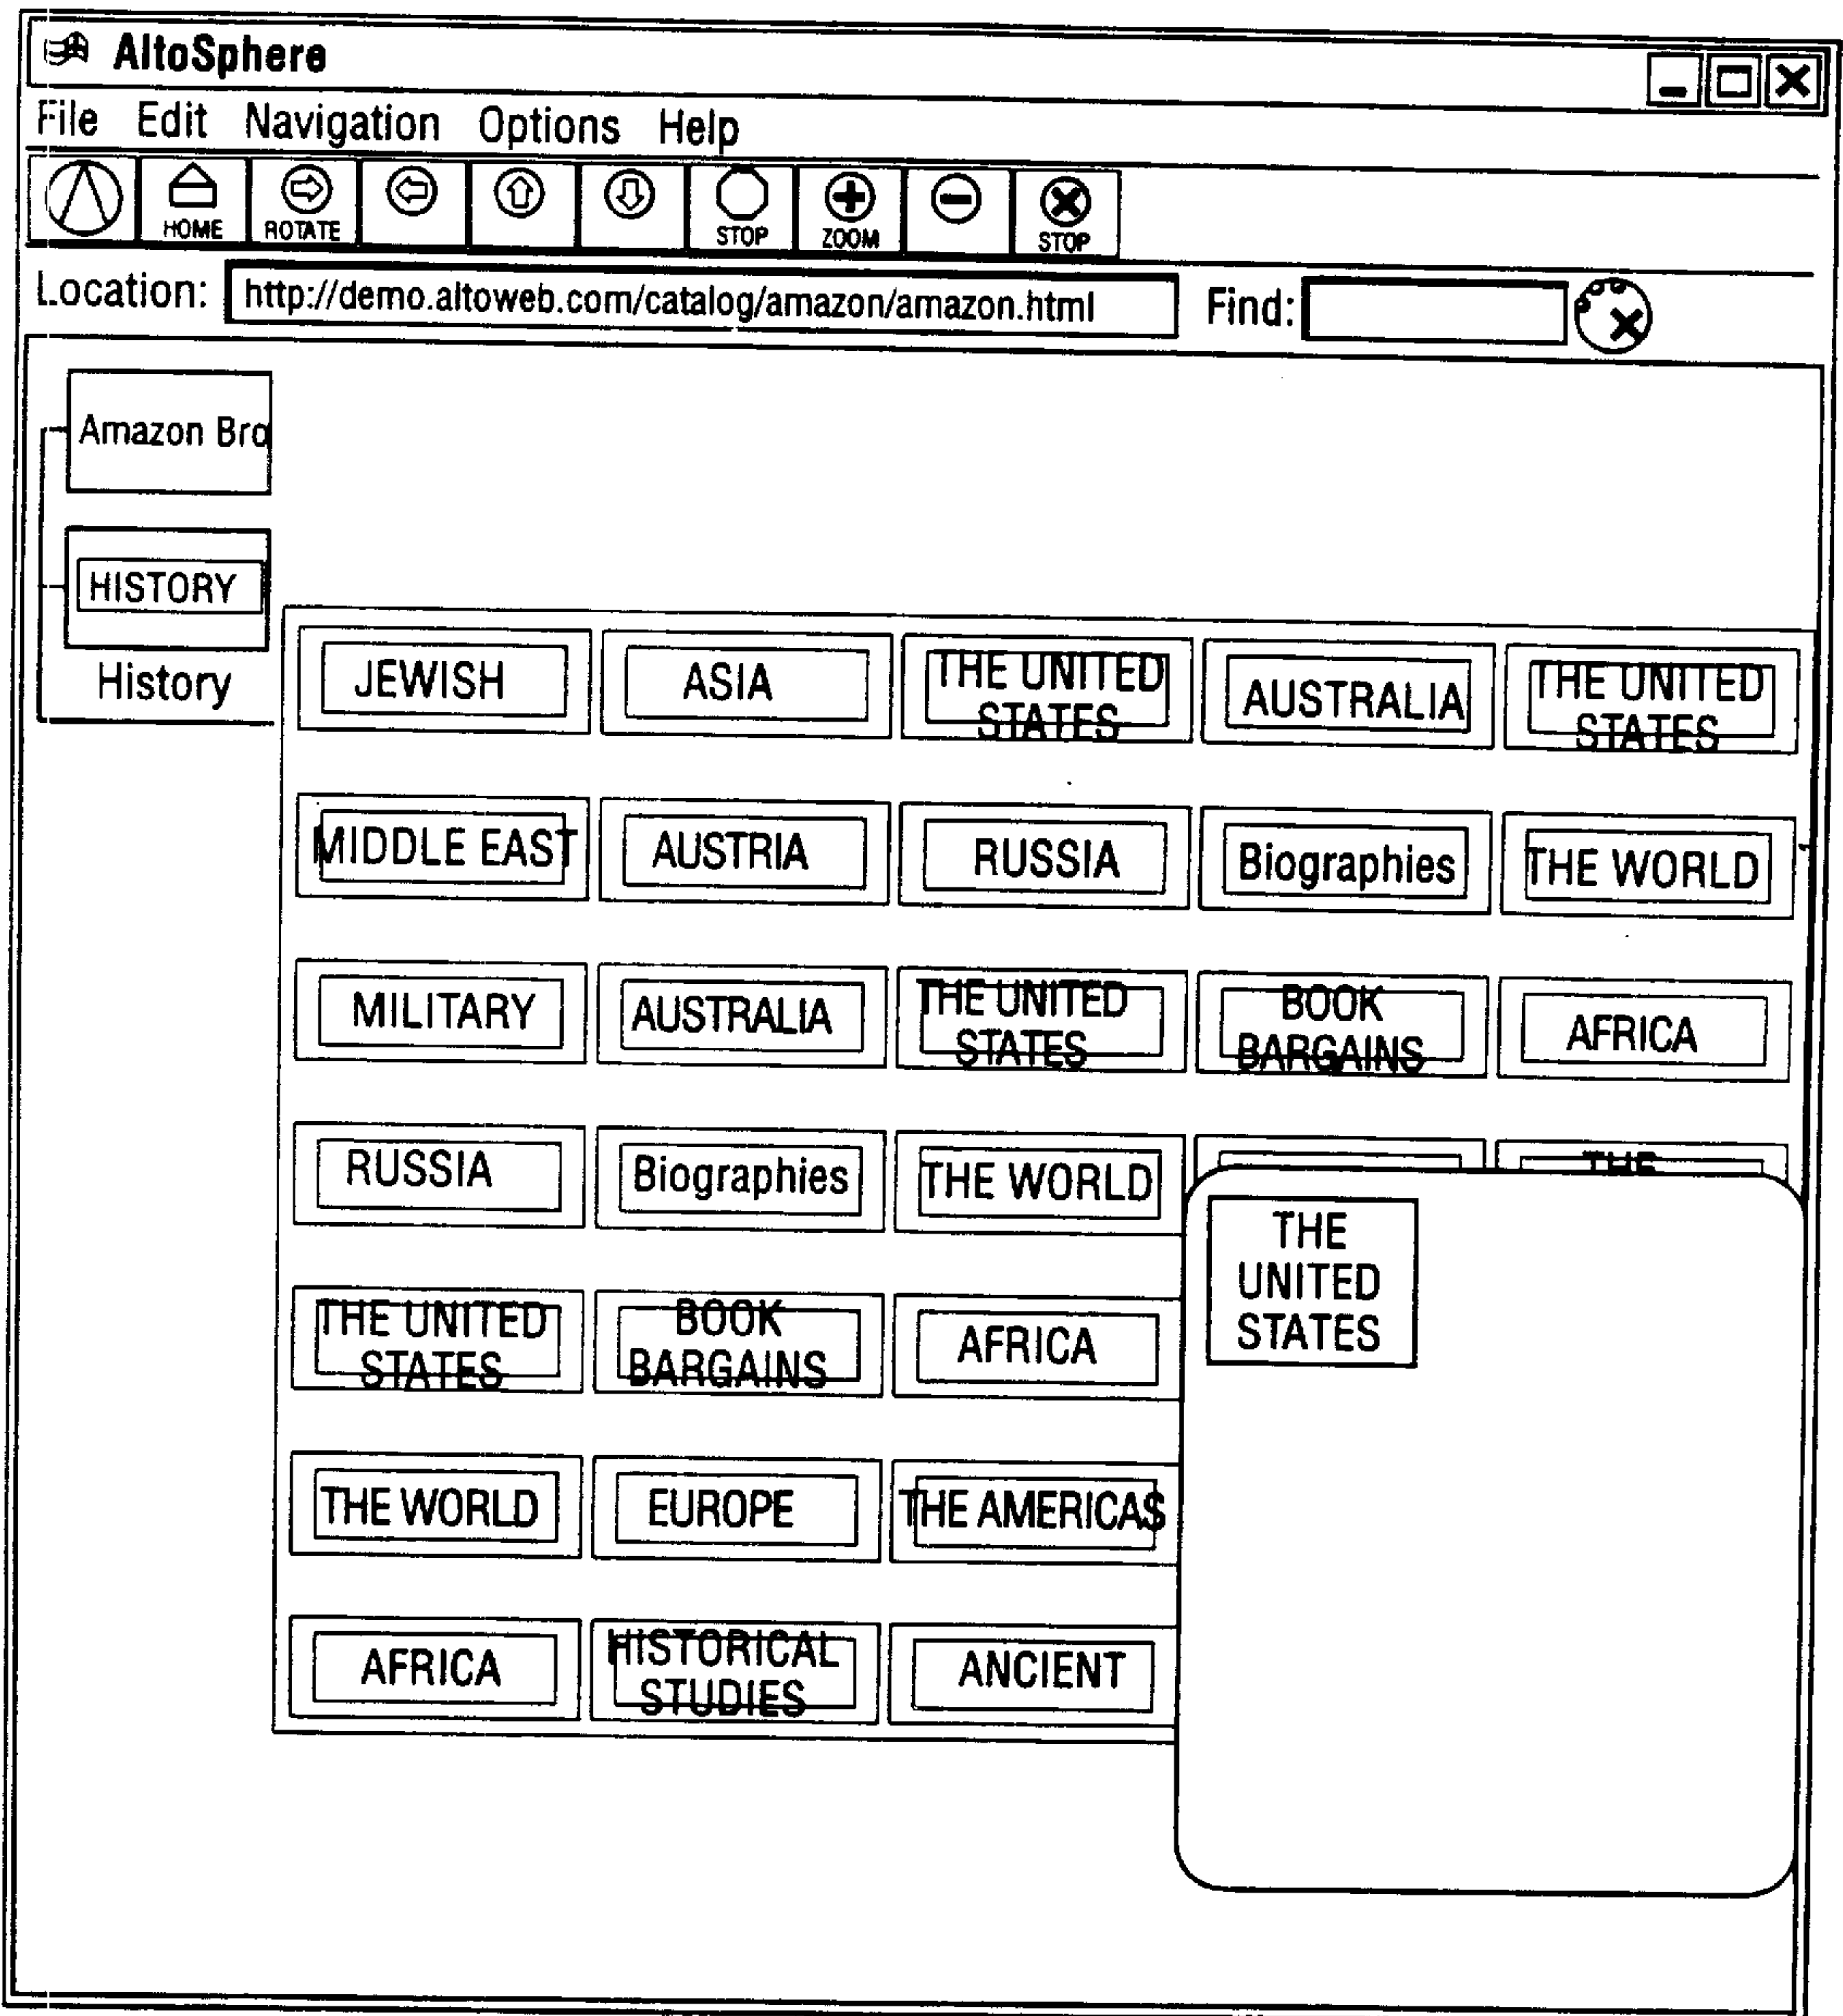 AltoSphere
File Edit Navigation Options Help
HOME ROTATE STOP ZOOM STOP
Location: http://demo.altoweb.com/catalog/amazon/amazon.html Find:
Amazon Bro
HISTORY
History
JEWISH ASIA THE UNITED STATES AUSTRALIA THE UNITED STATES
MIDDLE EAST AUSTRIA RUSSIA Biographies THE WORLD
MILITARY AUSTRALIA THE UNITED STATES BOOK BARGAINS AFRICA
RUSSIA Biographies THE WORLD THE
THE
UNITED
STATES
THE UNITED STATES BOOK BARGAINS AFRICA
THE WORLD EUROPE THE AMERICAS
AFRICA HISTORICAL STUDIES ANCIENT